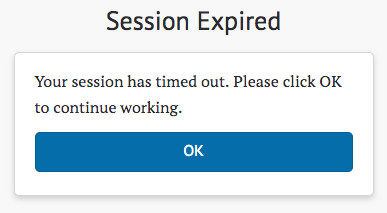 Session Expired
Your session has timed out. Please click OK
to continue working.
OK